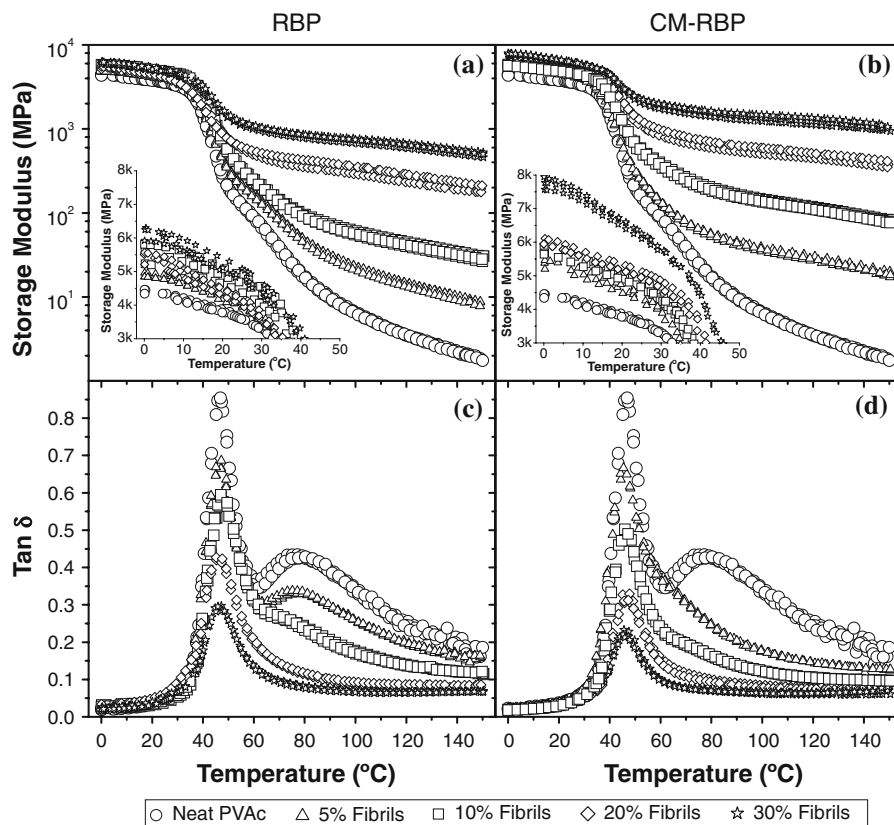 RBP
CM-RBP
Storage Modulus (MPa)
10⁴
10³
10²
10¹
(a)
Storage Modulus (MPa)
8k
7k
6k
5k
4k
3k
0 10 20 30 40 50
Temperature (°C)
(b)
Storage Modulus (MPa)
8k
7k
6k
5k
4k
3k
0 10 20 30 40 50
Temperature (°C)
Tan δ
0.8
0.7
0.6
0.5
0.4
0.3
0.2
0.1
0.0
(c)
(d)
0 20 40 60 80 100 120 140
0 20 40 60 80 100 120 140
Temperature (°C)
Temperature (°C)
Neat PVAc 5% Fibrils 10% Fibrils 20% Fibrils 30% Fibrils